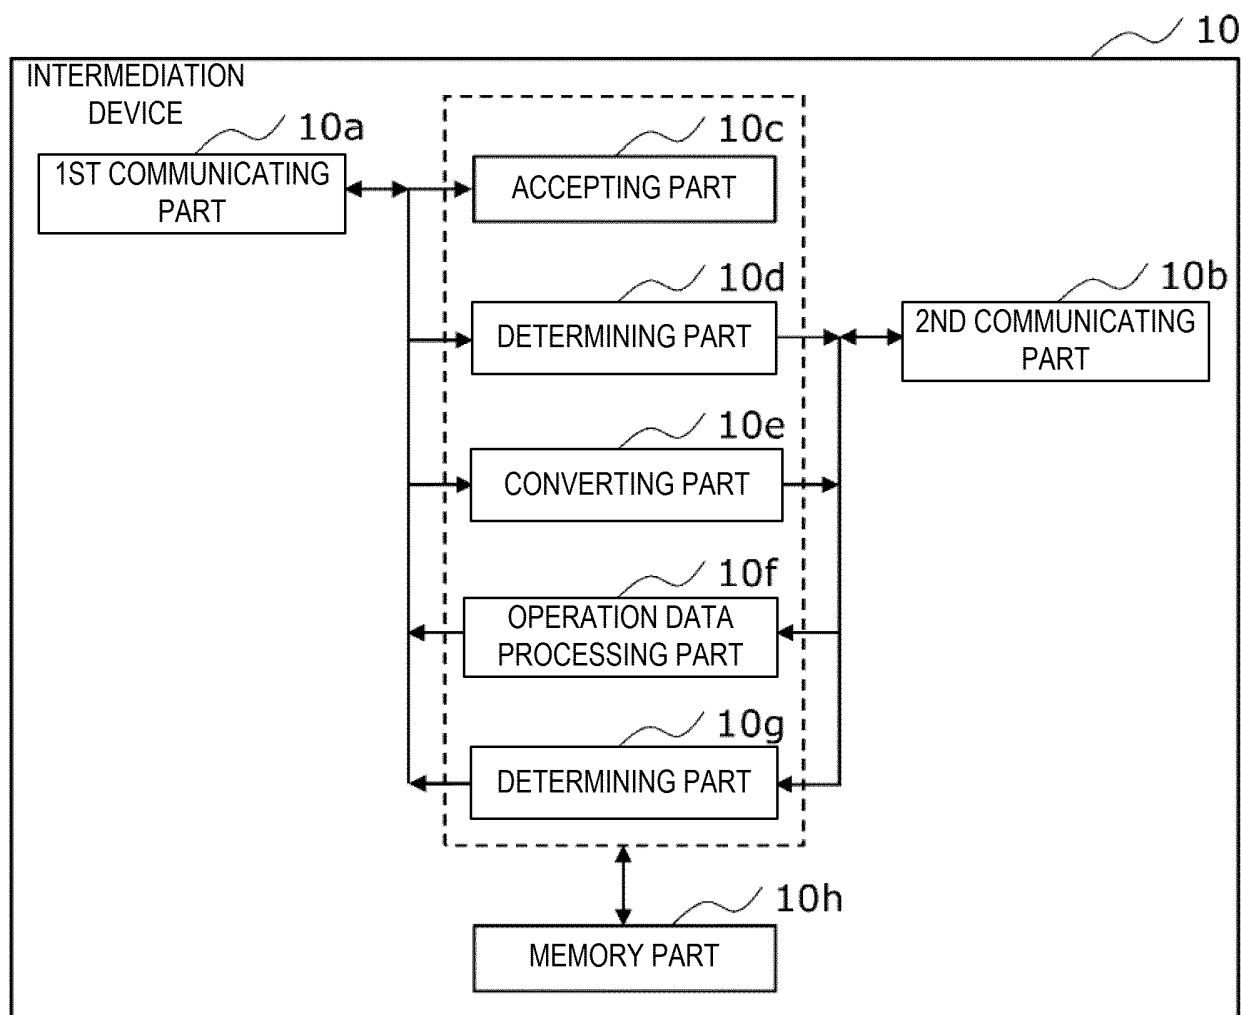 10
INTERMEDIATION
DEVICE
10a
1ST COMMUNICATING
PART
10c
ACCEPTING PART
10d
DETERMINING PART
10b
2ND COMMUNICATING
PART
10e
CONVERTING PART
10f
OPERATION DATA
PROCESSING PART
10g
DETERMINING PART
10h
MEMORY PART